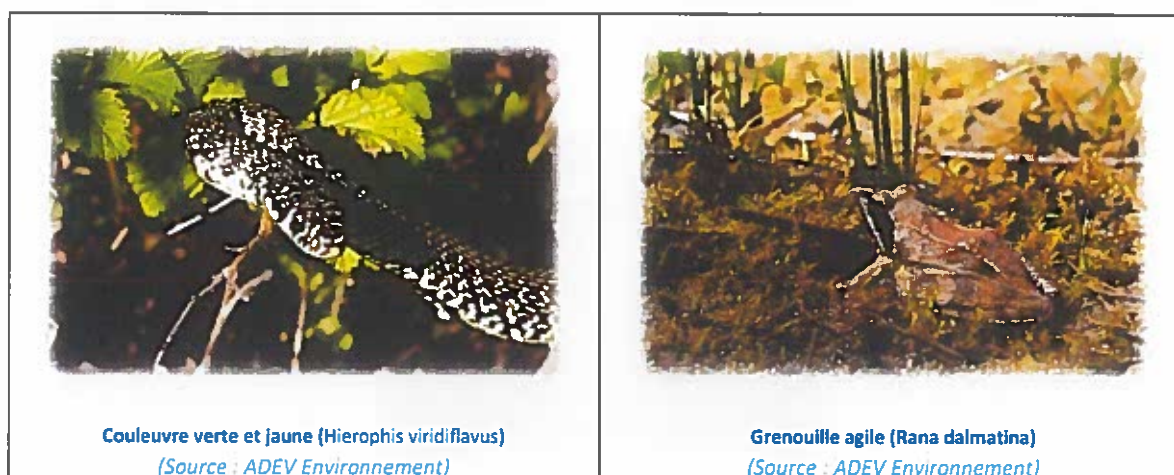 Couleuvre verte et jaune (Hierophis viridiflavus)
(Source : ADEV Environnement)
Grenouille agile (Rana dalmatina)
(Source : ADEV Environnement)